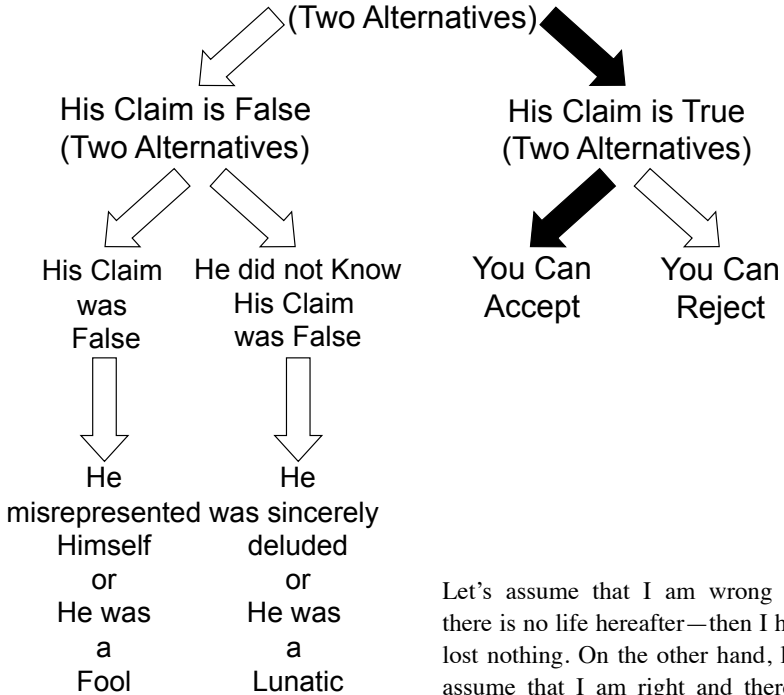 (Two Alternatives)
His Claim is False
(Two Alternatives)
His Claim is True
(Two Alternatives)
His Claim
was
False
He did not Know
His Claim
was False
You Can
Accept
You Can
Reject
He
misrepresented
Himself
or
He was
a
Fool
He
was sincerely
deluded
or
He was
a
Lunatic
Let's assume that I am wrong
there is no life hereafter—then I
lost nothing. On the other hand,
assume that I am right and